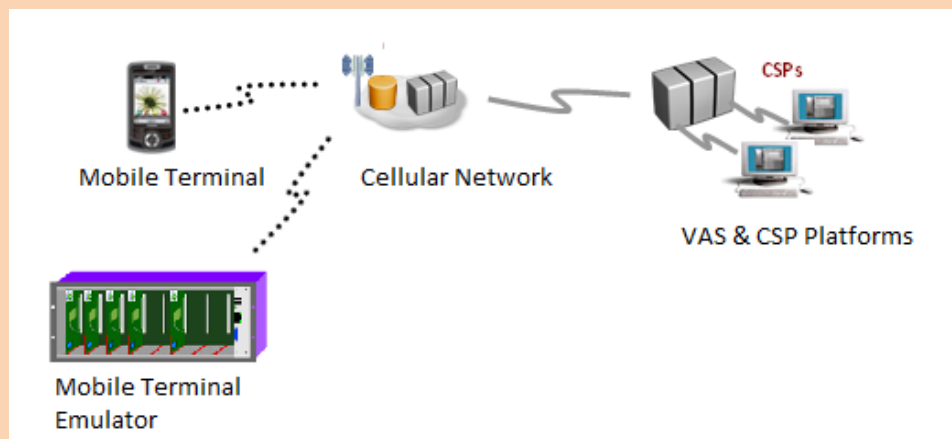 CSPs
Mobile Terminal
Cellular Network
VAS & CSP Platforms
Mobile Terminal
Emulator